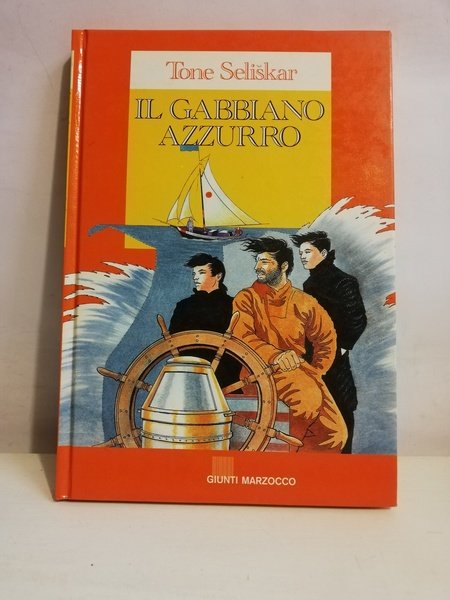 Tone Seliškar
IL GABBIANO
AZZURRO
GIUNTI MARZOCCO